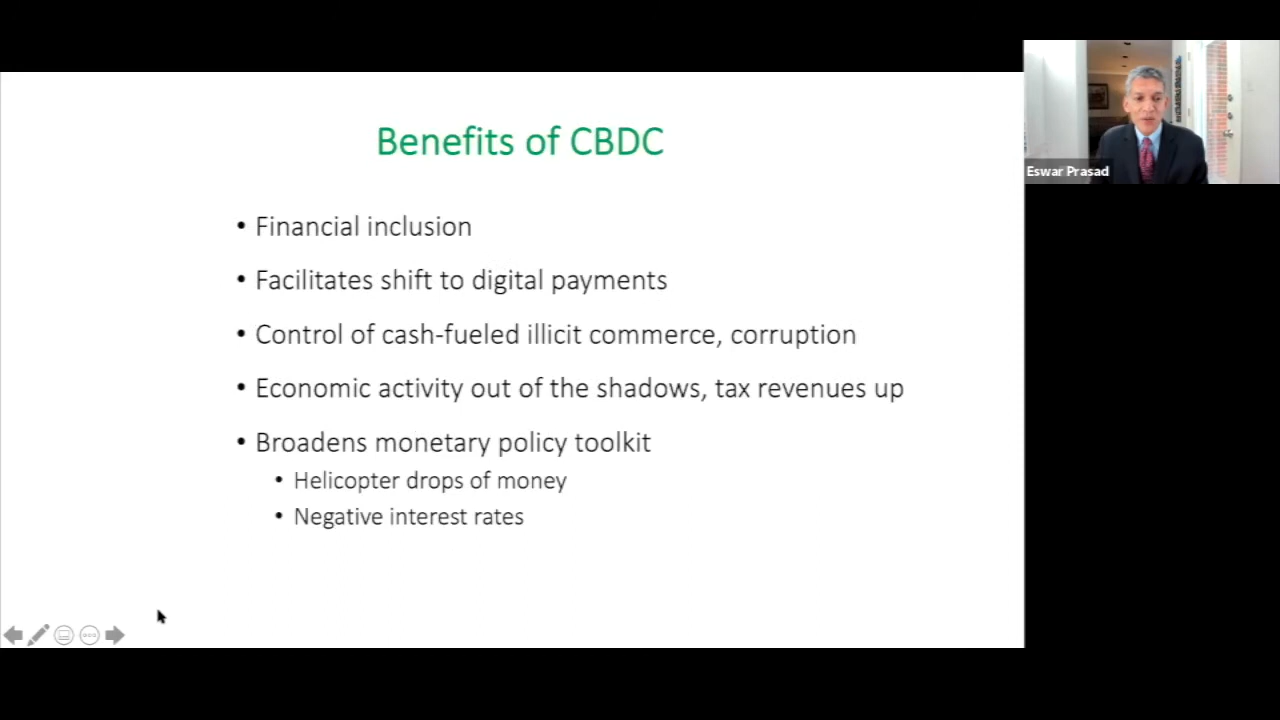 Benefits of CBDC
Eswar Prasad
• Financial inclusion
• Facilitates shift to digital payments
• Control of cash-fueled illicit commerce, corruption
• Economic activity out of the shadows, tax revenues up
• Broadens monetary policy toolkit
• Helicopter drops of money
• Negative interest rates